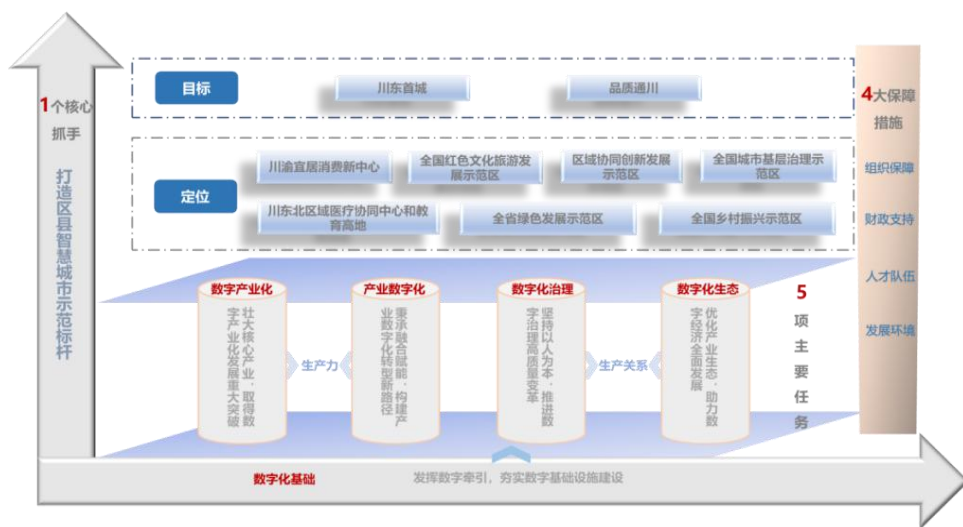 1个核心
抓手
打造区县智慧城市示范标杆
目标
川东首城
品质通川
定位
川渝宜居消费新中心
全国红色文化旅游发
展示范区
区域协同创新发展
示范区
全国城市基层治理示
范区
川东北区域医疗协同中心和教
育高地
全省绿色发展示范区
全国乡村振兴示范区
数字产业化
壮大核心产业,取得数
字产业化发展重大突破
生产力
产业数字化
秉承融合赋能,构建产
业数字化转型新路径
数字化治理
坚持以人为本,推进数
字治理高质量变革
生产关系
数字化生态
优化产业生态,助力数
字经济全面发展
5
项
主
要
任
务
4大保障
措施
组织保障
财政支持
人才队伍
发展环境
数字化基础
发挥数字牵引,夯实数字基础设施建设